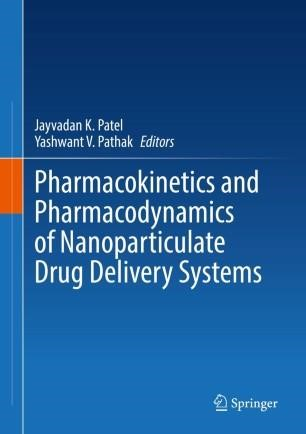 Jayvadan K. Patel
Yashwant V. Pathak Editors
Pharmacokinetics and
Pharmacodynamics
of Nanoparticulate
Drug Delivery Systems
Springer